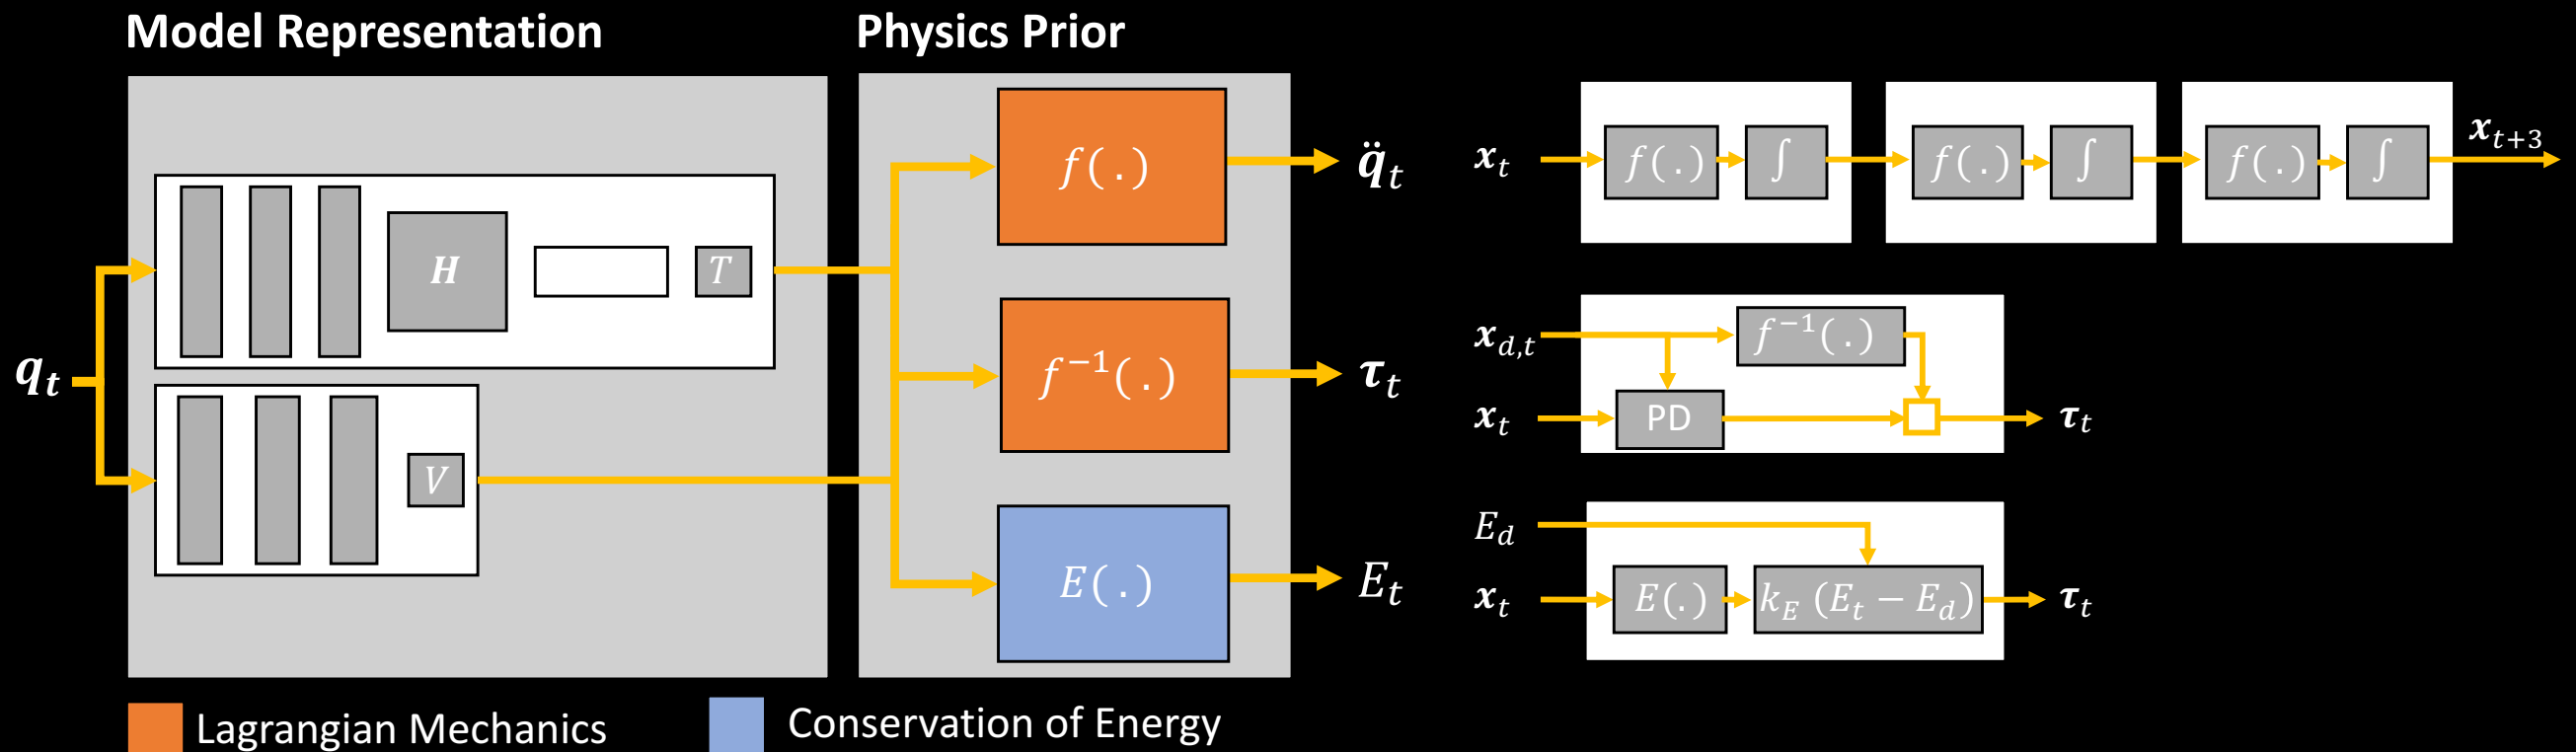 Model Representation
Physics Prior
q_t
H
T
V
f(.)
f⁻¹(.)
E(.)
q̈_t
τ_t
E_t
x_t
f(.) ∫ f(.) ∫ f(.) ∫
x_{t+3}
x_{d,t}
f⁻¹(.)
x_t
PD
τ_t
E_d
x_t
E(.)
k_E (E_t − E_d)
τ_t
Lagrangian Mechanics
Conservation of Energy